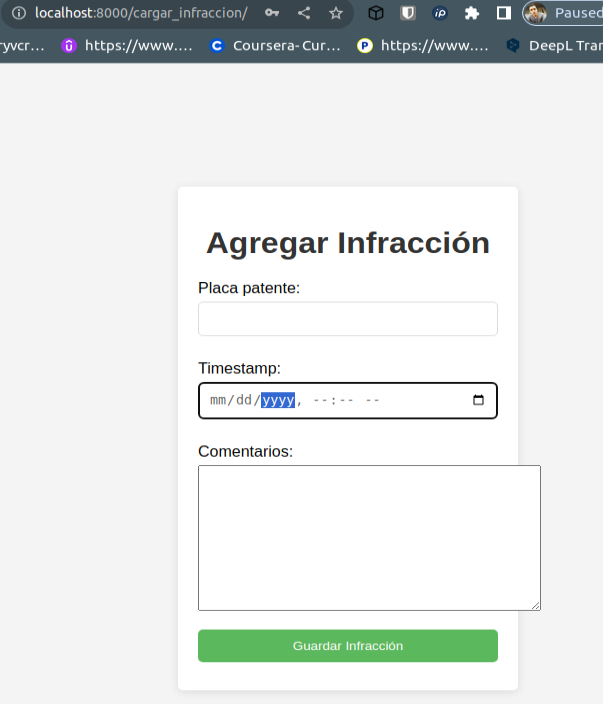 localhost:8000/cargar_infraccion/
Paused
ryvcr... https://www.... Coursera- Cur... https://www.... DeepL Tran
Agregar Infracción
Placa patente:
Timestamp:
mm/dd/yyyy, --:-- --
Comentarios:
Guardar Infracción